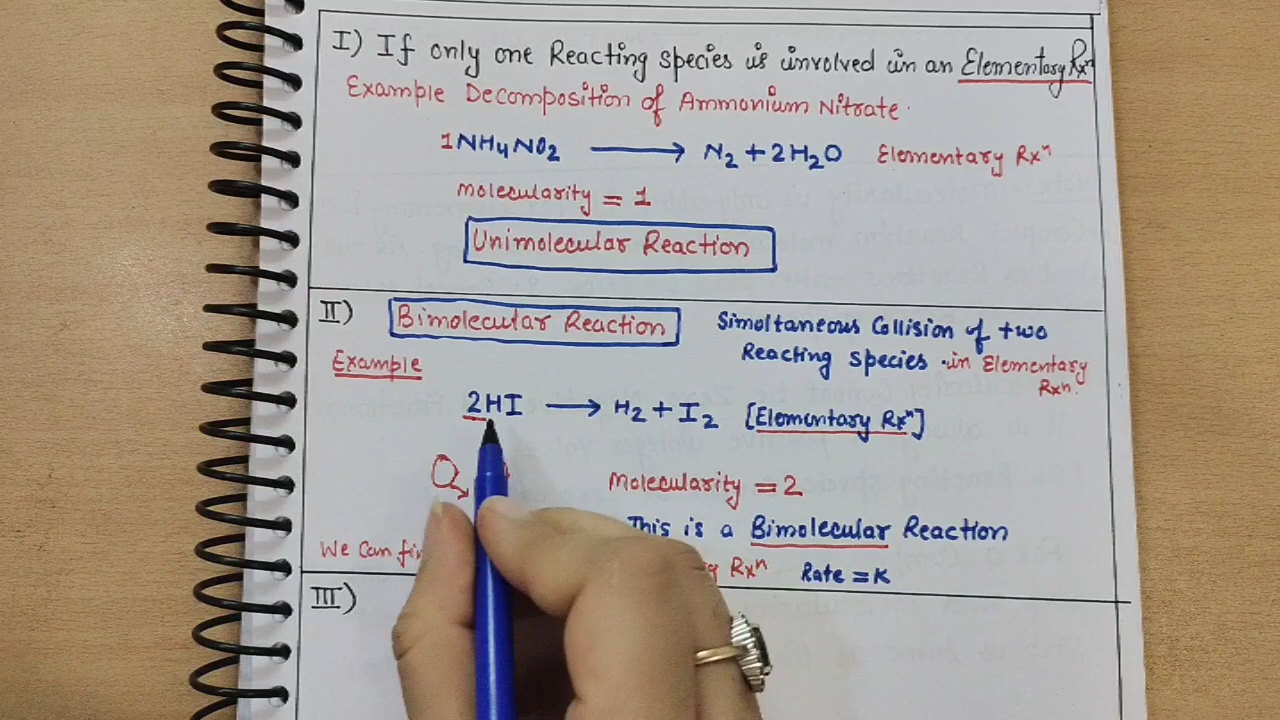 I) If only one Reacting species is involved in an Elementary Rxⁿ
Example Decomposition of Ammonium Nitrate.
1NH₄NO₂ ⟶ N₂ + 2H₂O Elementary Rxⁿ
molecularity = 1
Unimolecular Reaction
II) Bimolecular Reaction Simoltaneous Collision of two
Reacting species in Elementary
Rxⁿ.
Example
2HI ⟶ H₂ + I₂ [Elementary Rxⁿ]
Molecularity = 2
This is a Bimolecular Reaction
We Can Rxⁿ Rate = K
III)